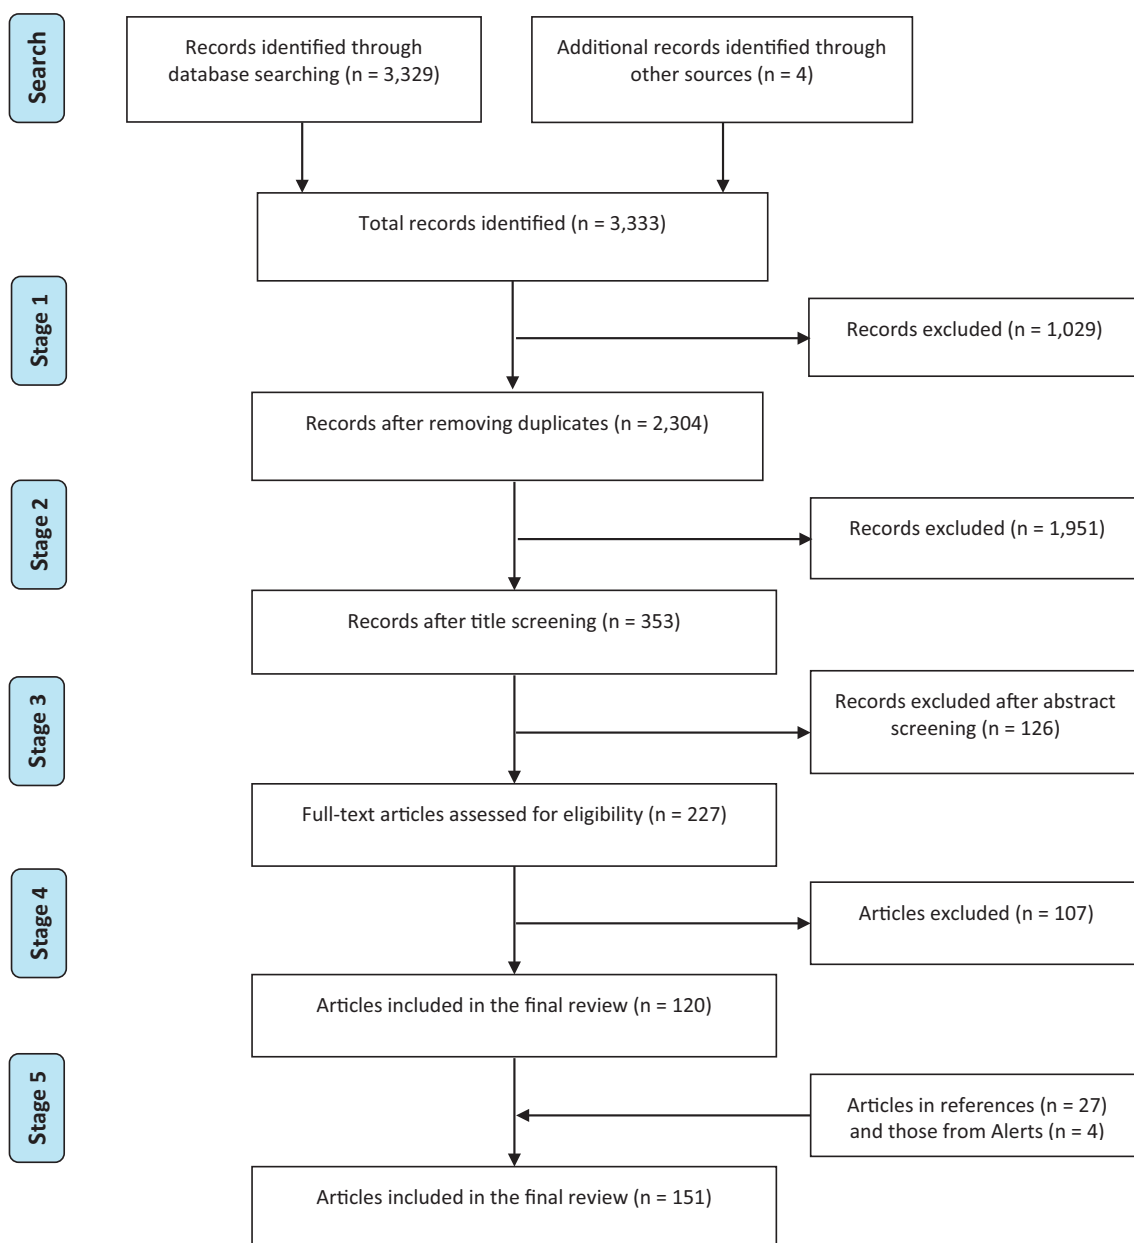 Search
Records identified through
database searching (n = 3,329)
Additional records identified through
other sources (n = 4)
Total records identified (n = 3,333)
Stage 1
Records excluded (n = 1,029)
Records after removing duplicates (n = 2,304)
Stage 2
Records excluded (n = 1,951)
Records after title screening (n = 353)
Stage 3
Records excluded after abstract
screening (n = 126)
Full-text articles assessed for eligibility (n = 227)
Stage 4
Articles excluded (n = 107)
Articles included in the final review (n = 120)
Stage 5
Articles in references (n = 27)
and those from Alerts (n = 4)
Articles included in the final review (n = 151)